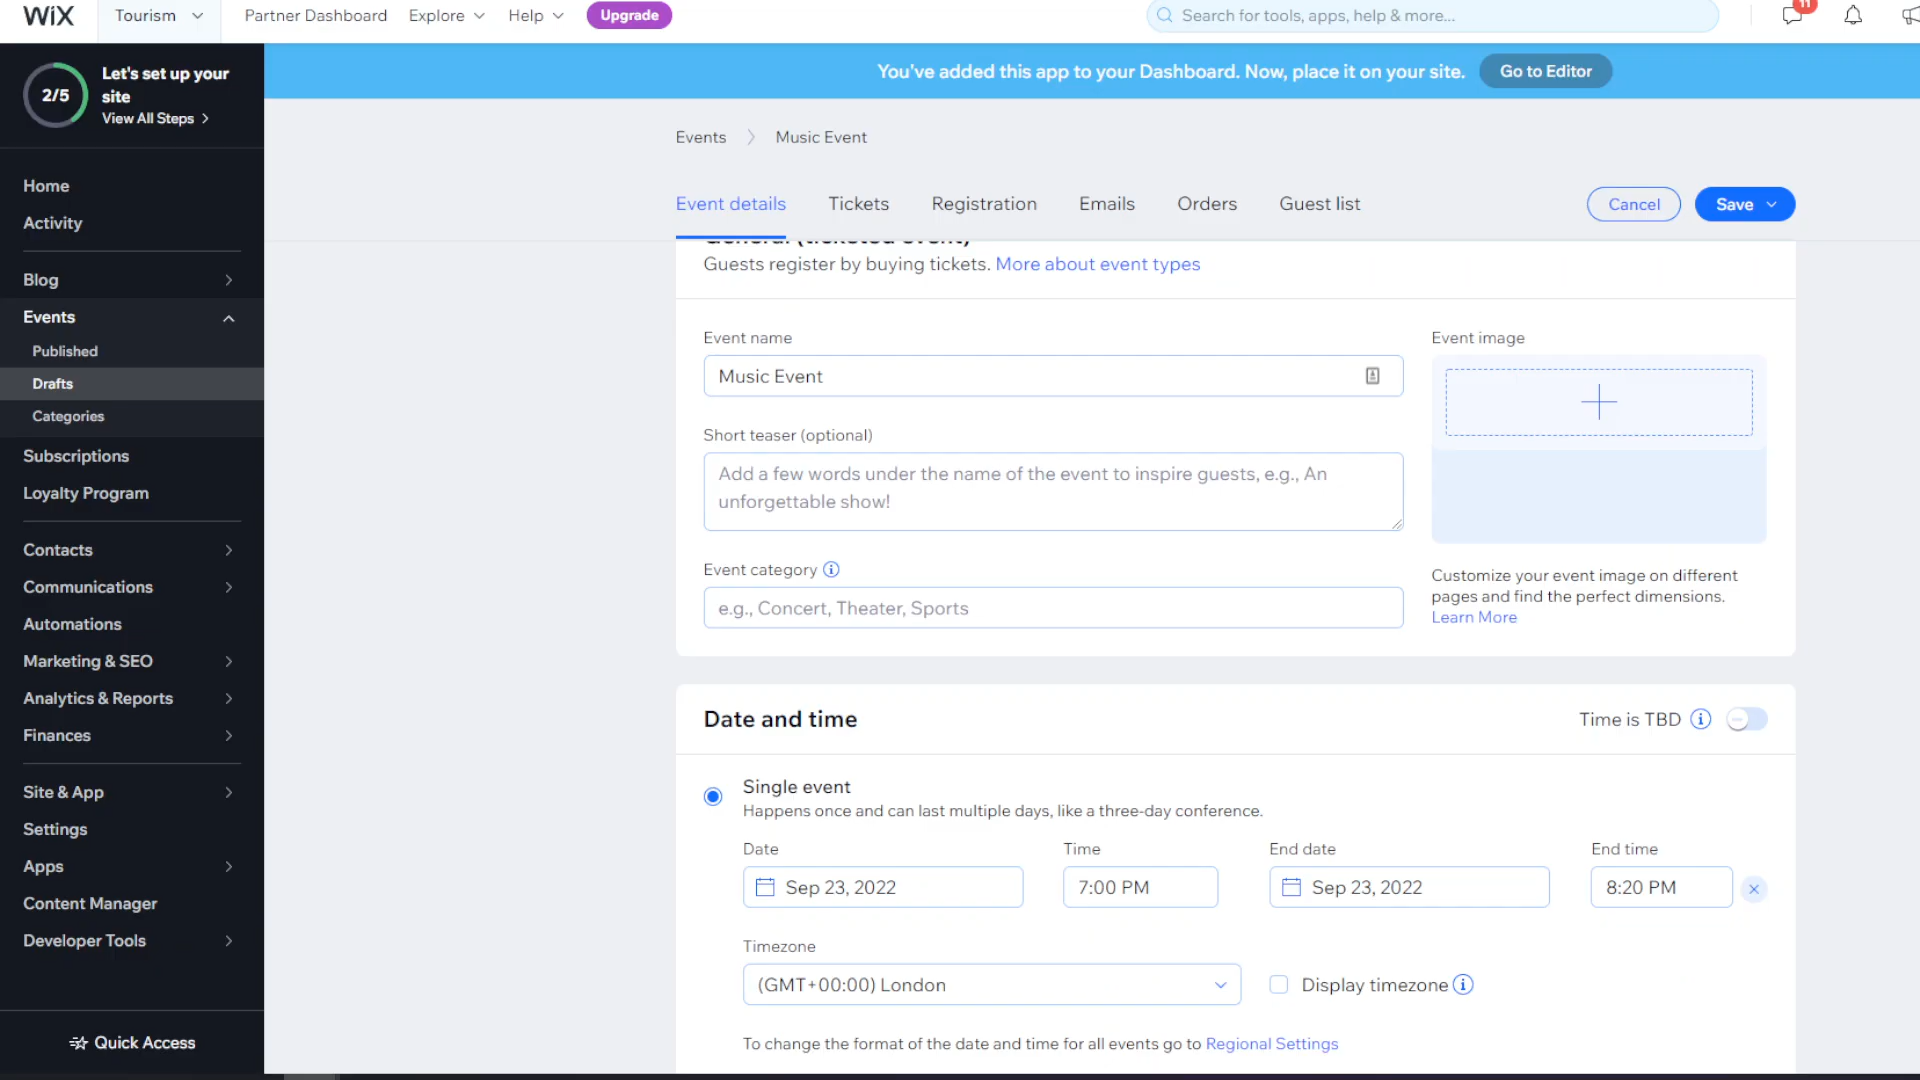 WiX
Tourism
Partner Dashboard
Explore
Help
Upgrade
Search for tools, apps, help & more...
11
2/5
Let's set up your
site
View All Steps
You've added this app to your Dashboard. Now, place it on your site.
Go to Editor
Home
Activity
Blog
Events
Published
Drafts
Categories
Subscriptions
Loyalty Program
Contacts
Communications
Automations
Marketing & SEO
Analytics & Reports
Finances
Site & App
Settings
Apps
Content Manager
Developer Tools
Quick Access
Events
Music Event
Event details
Tickets
Registration
Emails
Orders
Guest list
Cancel
Save
General (ticketed event)
Guests register by buying tickets. More about event types
Event name
Music Event
Short teaser (optional)
Add a few words under the name of the event to inspire guests, e.g., An
unforgettable show!
Event category
e.g., Concert, Theater, Sports
Event image
Customize your event image on different
pages and find the perfect dimensions.
Learn More
Date and time
Time is TBD
Single event
Happens once and can last multiple days, like a three-day conference.
Date
Time
End date
End time
Sep 23, 2022
7:00 PM
Sep 23, 2022
8:20 PM
Timezone
(GMT+00:00) London
Display timezone
To change the format of the date and time for all events go to Regional Settings